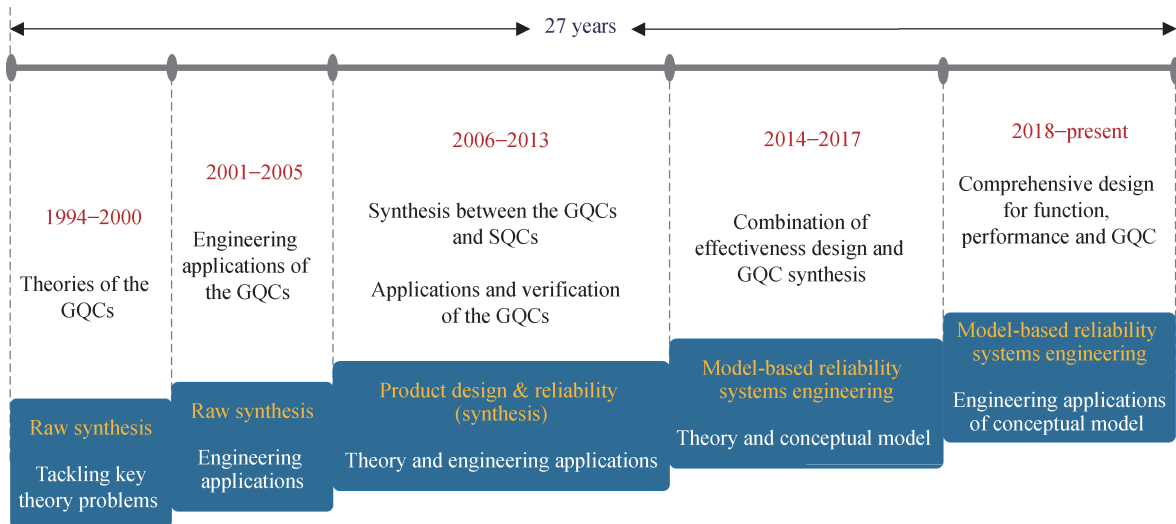 27 years
1994–2000
Theories of the
GQCs
Raw synthesis
Tackling key
theory problems
2001–2005
Engineering
applications of
the GQCs
Raw synthesis
Engineering
applications
2006–2013
Synthesis between the GQCs
and SQCs
Applications and verification
of the GQCs
Product design & reliability
(synthesis)
Theory and engineering applications
2014–2017
Combination of
effectiveness design and
GQC synthesis
Model-based reliability
systems engineering
Theory and conceptual model
2018–present
Comprehensive design
for function,
performance and GQC
Model-based reliability
systems engineering
Engineering applications
of conceptual model